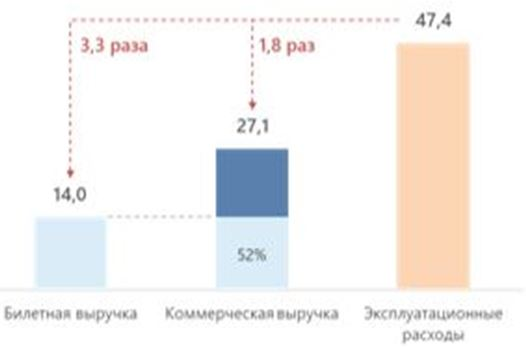 47,4
3,3 раза
1,8 раз
27,1
14,0
52%
Билетная выручка
Коммерческая выручка
Эксплуатационные
расходы